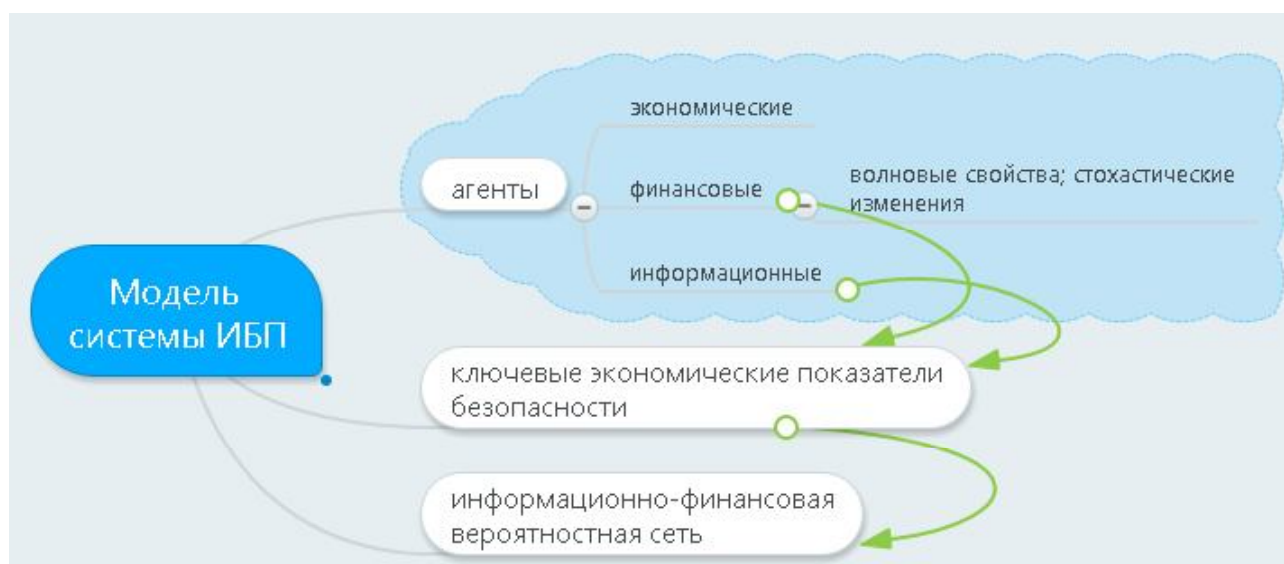 экономические
агенты
финансовые
волновые свойства; стохастические
изменения
информационные
Модель
системы ИБП
ключевые экономические показатели
безопасности
информационно-финансовая
вероятностная сеть